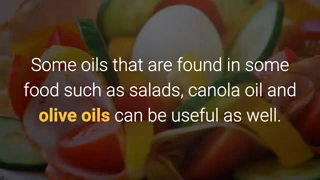 Some oils that are found in some
food such as salads, canola oil and
olive oils can be useful as well.